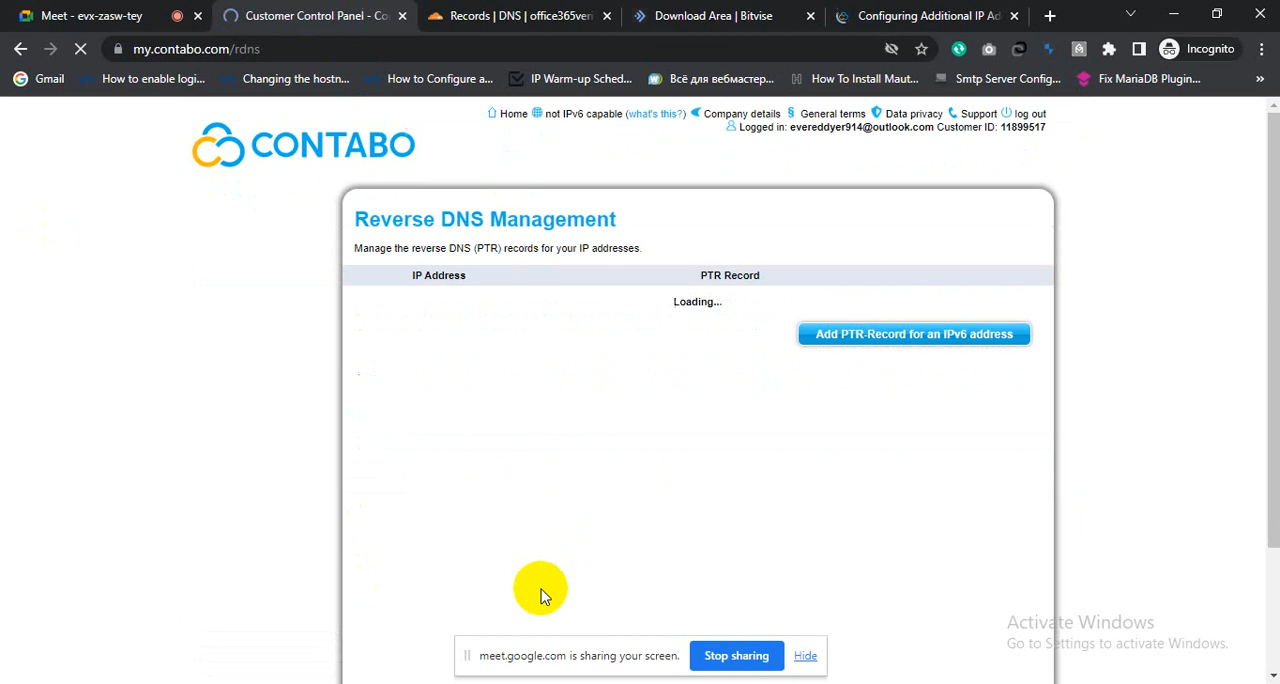 Meet - evx-zasw-tey
Customer Control Panel - Co
Records | DNS | office365veri
Download Area | Bitvise
Configuring Additional IP Ad
my.contabo.com/rdns
Incognito
Gmail
How to enable logi...
Changing the hostn...
How to Configure a...
IP Warm-up Sched...
Всё для вебмастер...
How To Install Maut...
Smtp Server Config...
Fix MariaDB Plugin...
»
Home not IPv6 capable (what's this?) Company details § General terms Data privacy Support log out
Logged in: evereddyer914@outlook.com Customer ID: 11899517
CONTABO
Reverse DNS Management
Manage the reverse DNS (PTR) records for your IP addresses.
IP Address PTR Record
Loading...
Add PTR-Record for an IPv6 address
Activate Windows
Go to Settings to activate Windows.
meet.google.com is sharing your screen. Stop sharing Hide